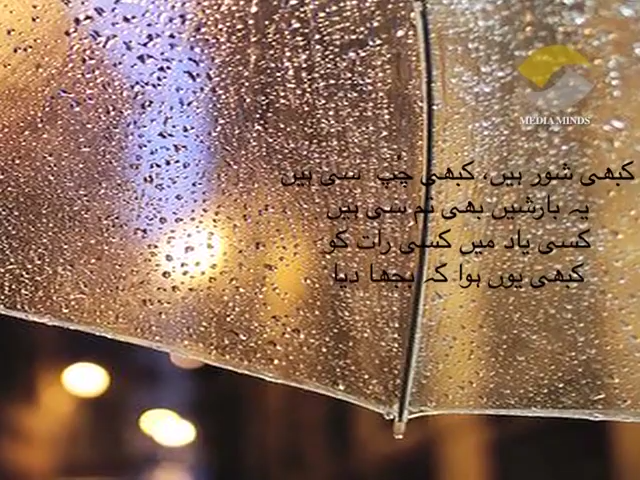 MEDIA MINDS
کبھی شور ہیں، کبھی چپ سی ہیں
یہ بارشیں بھی تم سی ہیں
کسی یاد میں کسی رات کو
کبھی یوں ہوا کہ بجھا دیا